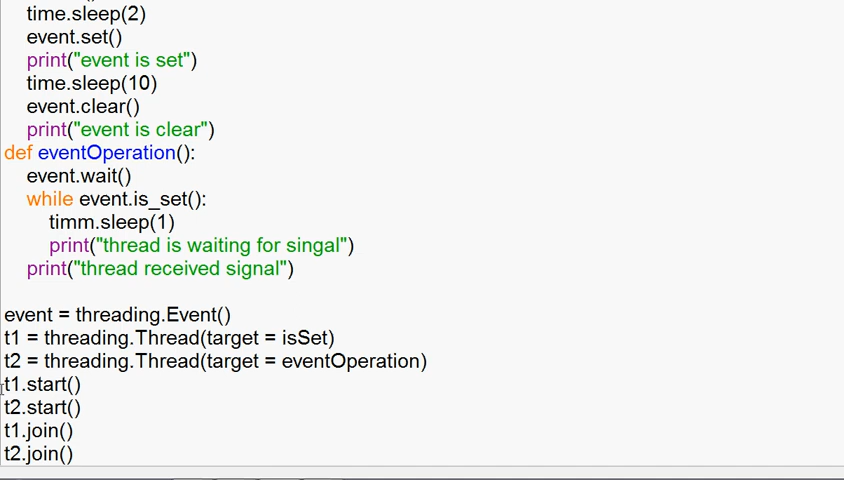 time.sleep(2)
event.set()
print("event is set")
time.sleep(10)
event.clear()
print("event is clear")
def eventOperation():
event.wait()
while event.is_set():
timm.sleep(1)
print("thread is waiting for singal")
print("thread received signal")
event = threading.Event()
t1 = threading.Thread(target = isSet)
t2 = threading.Thread(target = eventOperation)
t1.start()
t2.start()
t1.join()
t2.join()